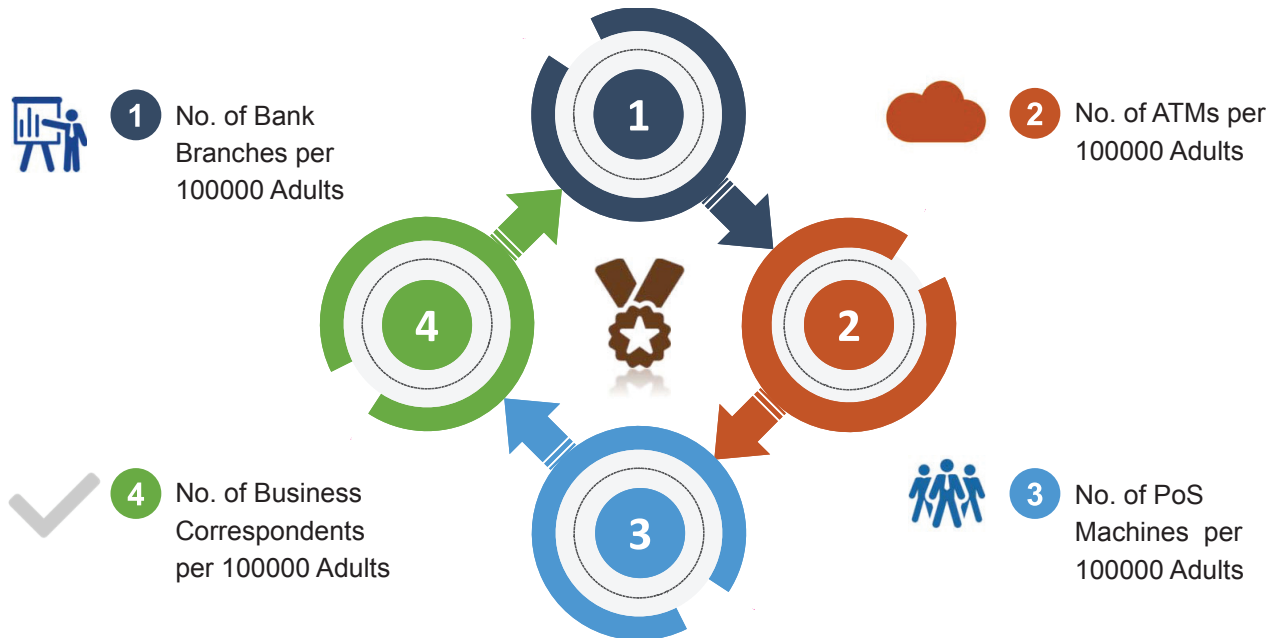 1
1
No. of Bank
Branches per
100000 Adults
2
No. of ATMs per
100000 Adults
4
2
4
No. of Business
Correspondents
per 100000 Adults
3
3
No. of PoS
Machines per
100000 Adults